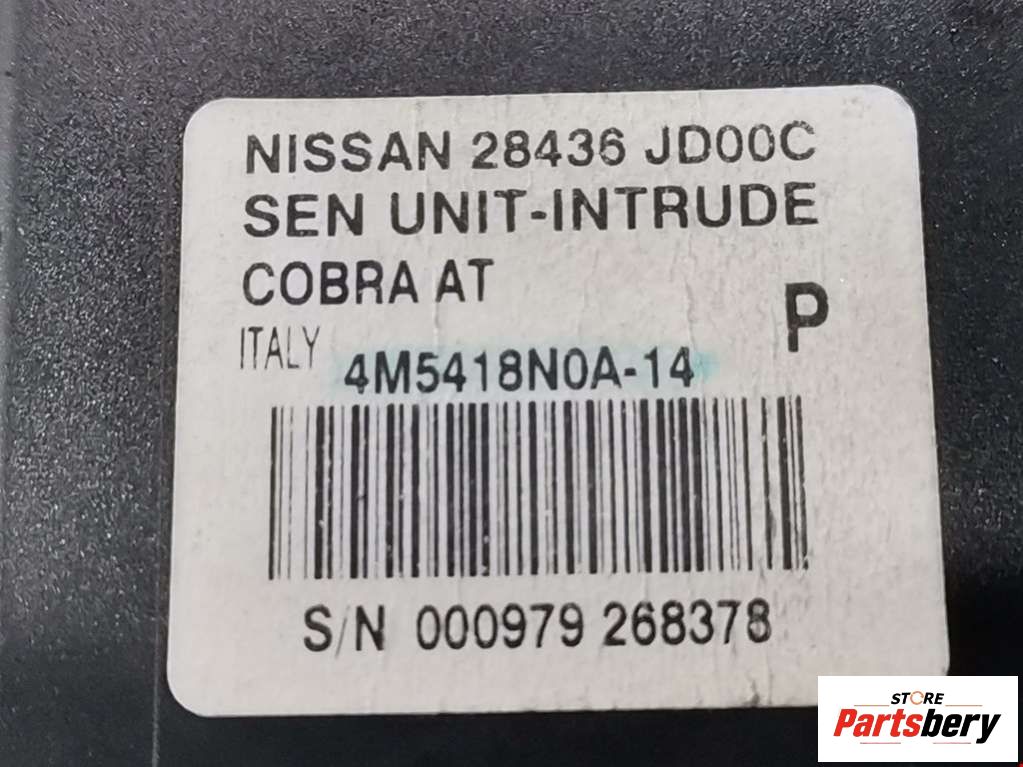 NISSAN 28436 JD00C
SEN UNIT-INTRUDE
COBRA AT
P
ITALY 4M5418N0A-14
S/N 000979 268378
STORE
Partsbery